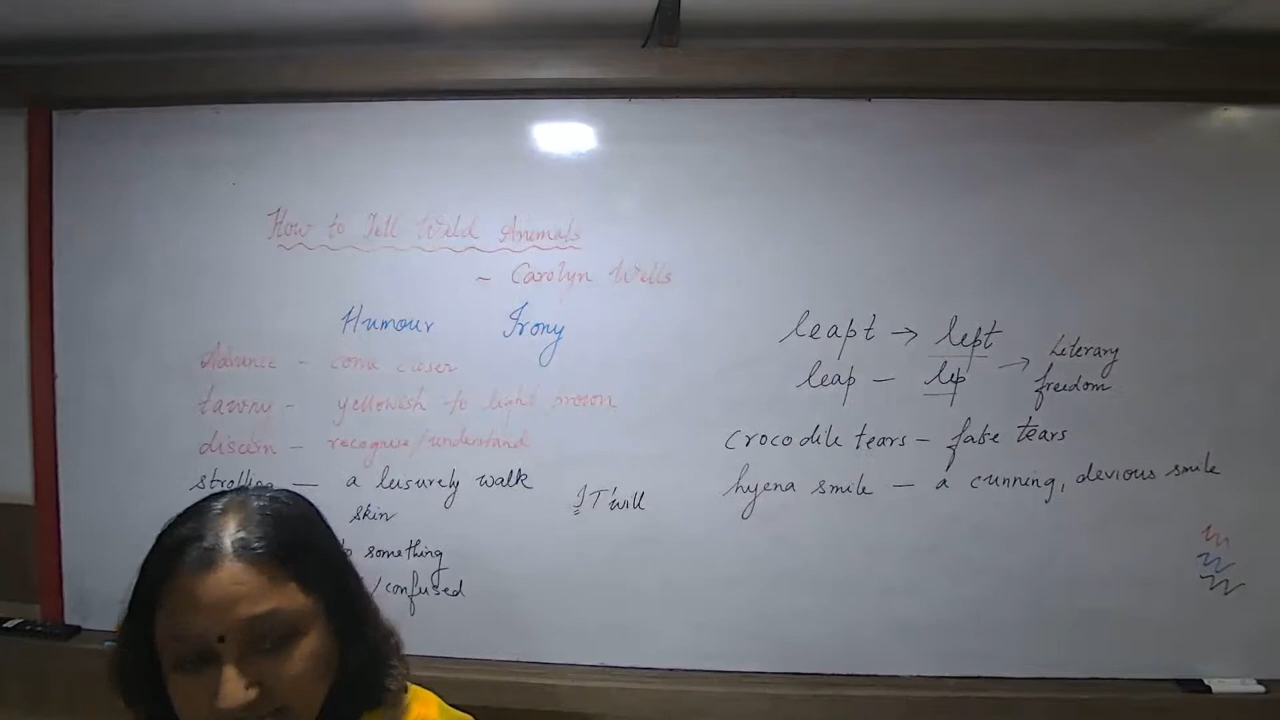 How to Tell Wild Animals
~ Carolyn Wells
Humour Irony
Advance - come closer
tawny - yellowish to light brown
discern - recognise/understand
strolling — a leisurely walk
skin
something
/confused
I T'will
leapt → lept
leap — lep → Literary freedom
crocodile tears - fake tears
hyena smile — a cunning, devious smile